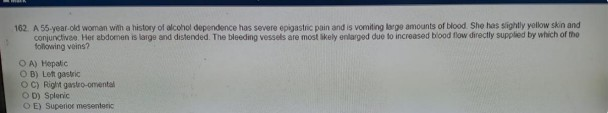 162. A 55-year-old woman with a history of alcohol dependence has severe epigastric pain and is vomiting large amounts of blood. She has slightly yellow skin and
conjunctivae. Her abdomen is large and distended. The bleeding vessels are most likely enlarged due to increased blood flow directly supplied by which of the
following veins?
A) Hepatic
B) Left gastric
C) Right gastro-omental
D) Splenic
E) Superior mesenteric